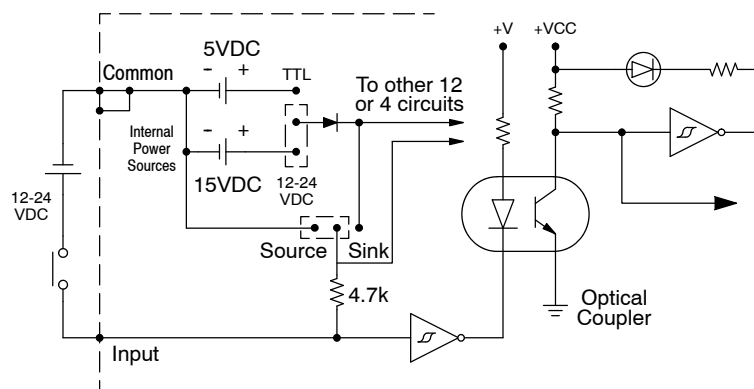 +V
+VCC
5VDC
Common
- +
TTL
To other 12
or 4 circuits
Internal
Power
Sources
- +
15VDC
12-24
VDC
12-24
VDC
Source
Sink
4.7k
Optical
Coupler
Input